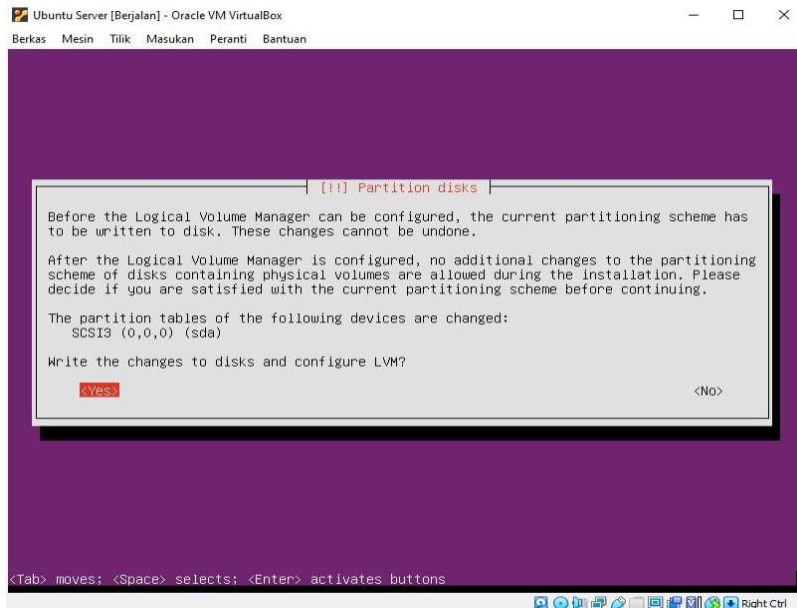 Ubuntu Server [Berjalan] - Oracle VM VirtualBox
Berkas Mesin Tilik Masukan Peranti Bantuan
[!!] Partition disks
Before the Logical Volume Manager can be configured, the current partitioning scheme has
to be written to disk. These changes cannot be undone.
After the Logical Volume Manager is configured, no additional changes to the partitioning
scheme of disks containing physical volumes are allowed during the installation. Please
decide if you are satisfied with the current partitioning scheme before continuing.
The partition tables of the following devices are changed:
SCSI3 (0,0,0) (sda)
Write the changes to disks and configure LVM?
<Yes> <No>
<Tab> moves; <Space> selects; <Enter> activates buttons
Right Ctrl